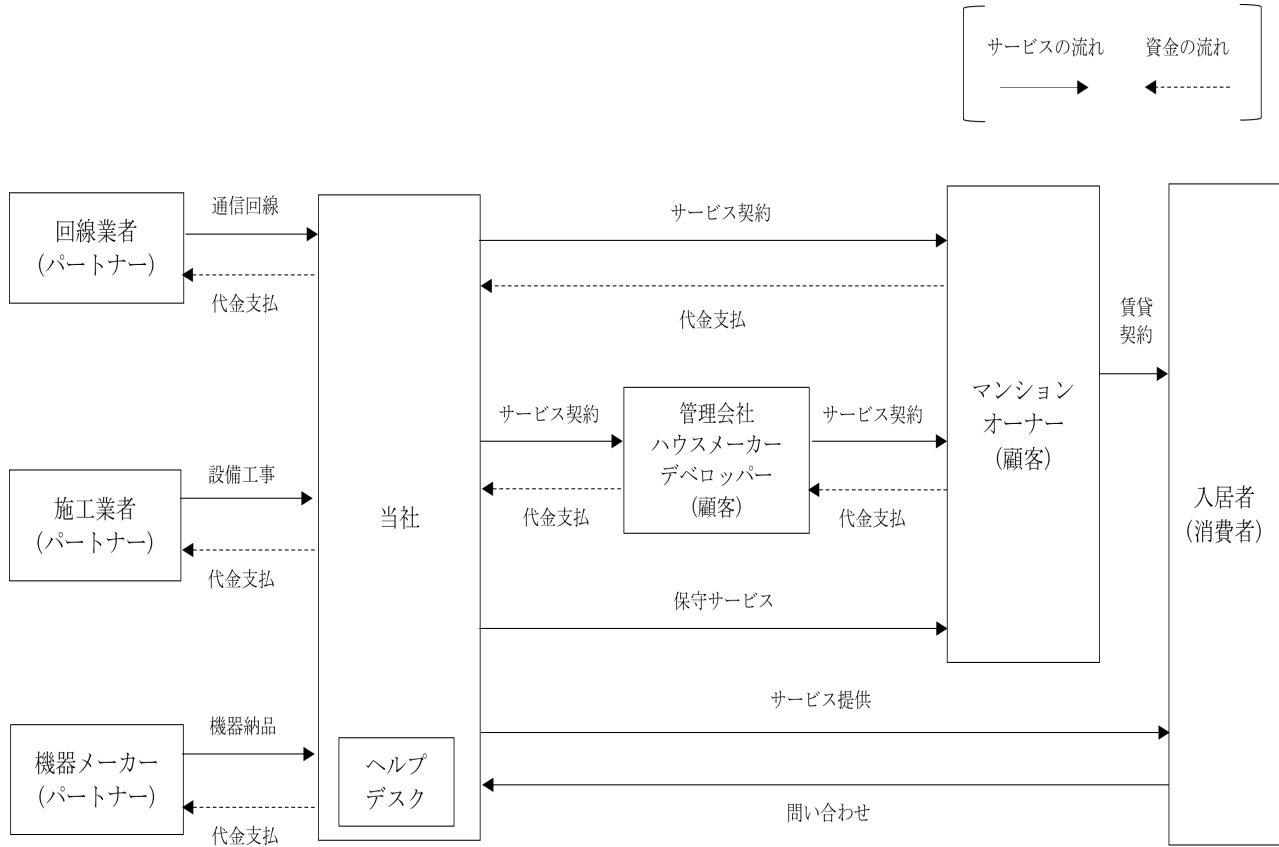 サービスの流れ
資金の流れ
回線業者
(パートナー)
通信回線
代金支払
施工業者
(パートナー)
設備工事
代金支払
機器メーカー
(パートナー)
機器納品
代金支払
当社
ヘルプ
デスク
サービス契約
代金支払
サービス契約
代金支払
管理会社
ハウスメーカー
デベロッパー
(顧客)
サービス契約
代金支払
保守サービス
マンション
オーナー
(顧客)
賃貸
契約
サービス提供
問い合わせ
入居者
(消費者)